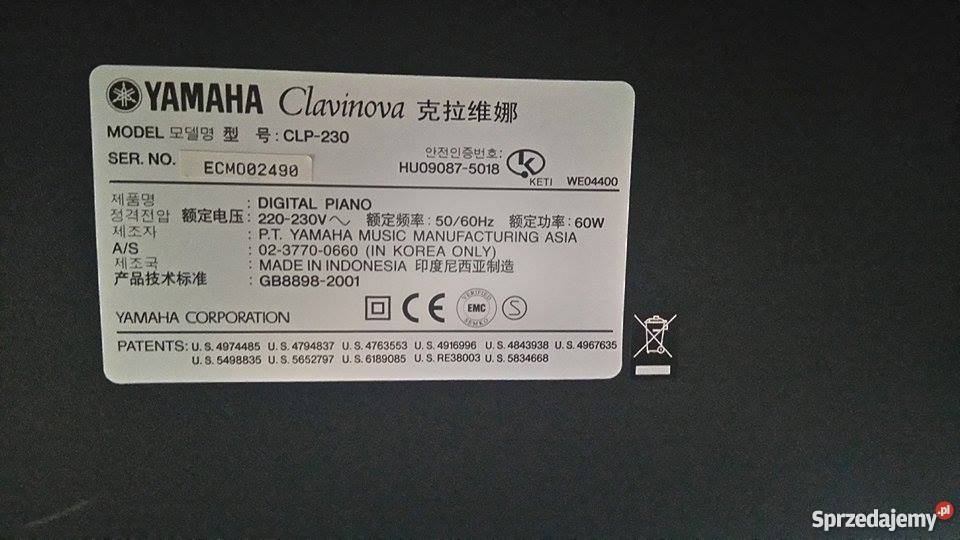 YAMAHA Clavinova 克拉维娜
MODEL 모델명 型 号 : CLP-230
SER. NO. ECM002490
안전인증번호:
HU09087-5018
KETI WE04400
제품명 : DIGITAL PIANO
정격전압 额定电压 : 220-230V～ 额定频率 : 50/60Hz 额定功率 : 60W
제조자 : P.T. YAMAHA MUSIC MANUFACTURING ASIA
A/S : 02-3770-0660 (IN KOREA ONLY)
제조국 : MADE IN INDONESIA 印度尼西亚制造
产品技术标准 : GB8898-2001
YAMAHA CORPORATION
CE
VERIFIED
EMC
SEMKO
S
PATENTS: U. S. 4974485 U. S. 4794837 U. S. 4763553 U. S. 4916996 U. S. 4843938 U. S. 4967635
U. S. 5498835 U. S. 5652797 U. S. 6189085 U. S. RE38003 U. S. 5834668
Sprzedajemy.pl